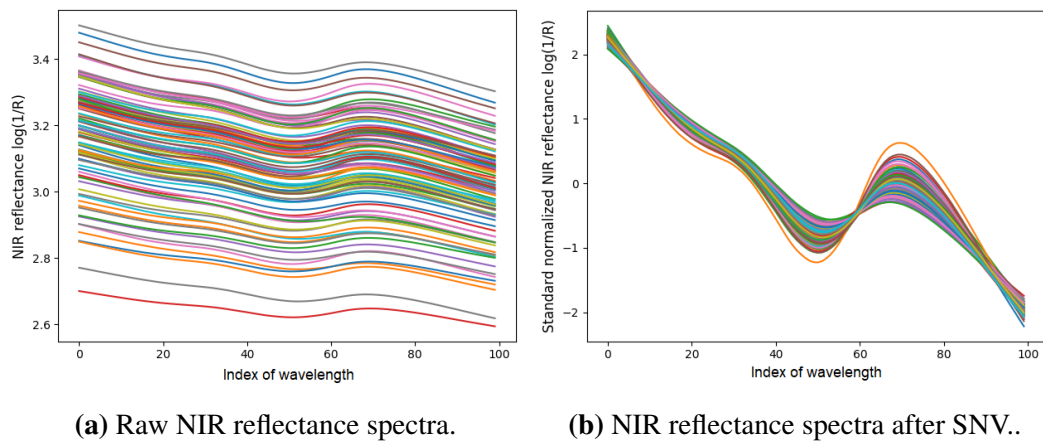 NIR reflectance log(1/R)
3.4
3.2
3.0
2.8
2.6
0 20 40 60 80 100
Index of wavelength
(a) Raw NIR reflectance spectra.
Standard normalized NIR reflectance log(1/R)
2
1
0
−1
−2
0 20 40 60 80 100
Index of wavelength
(b) NIR reflectance spectra after SNV..